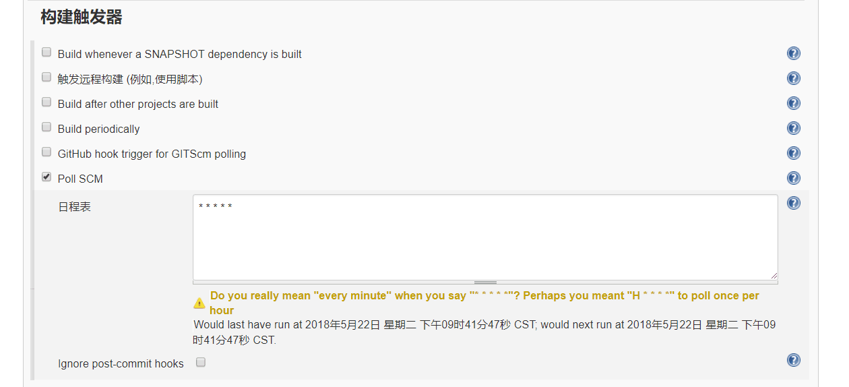 构建触发器
Build whenever a SNAPSHOT dependency is built
触发远程构建 (例如,使用脚本)
Build after other projects are built
Build periodically
GitHub hook trigger for GITScm polling
Poll SCM
日程表
* * * * *
Do you really mean "every minute" when you say "* * * * *"? Perhaps you meant "H * * * *" to poll once per
hour
Would last have run at 2018年5月22日 星期二 下午09时41分47秒 CST; would next run at 2018年5月22日 星期二 下午09
时41分47秒 CST.
Ignore post-commit hooks